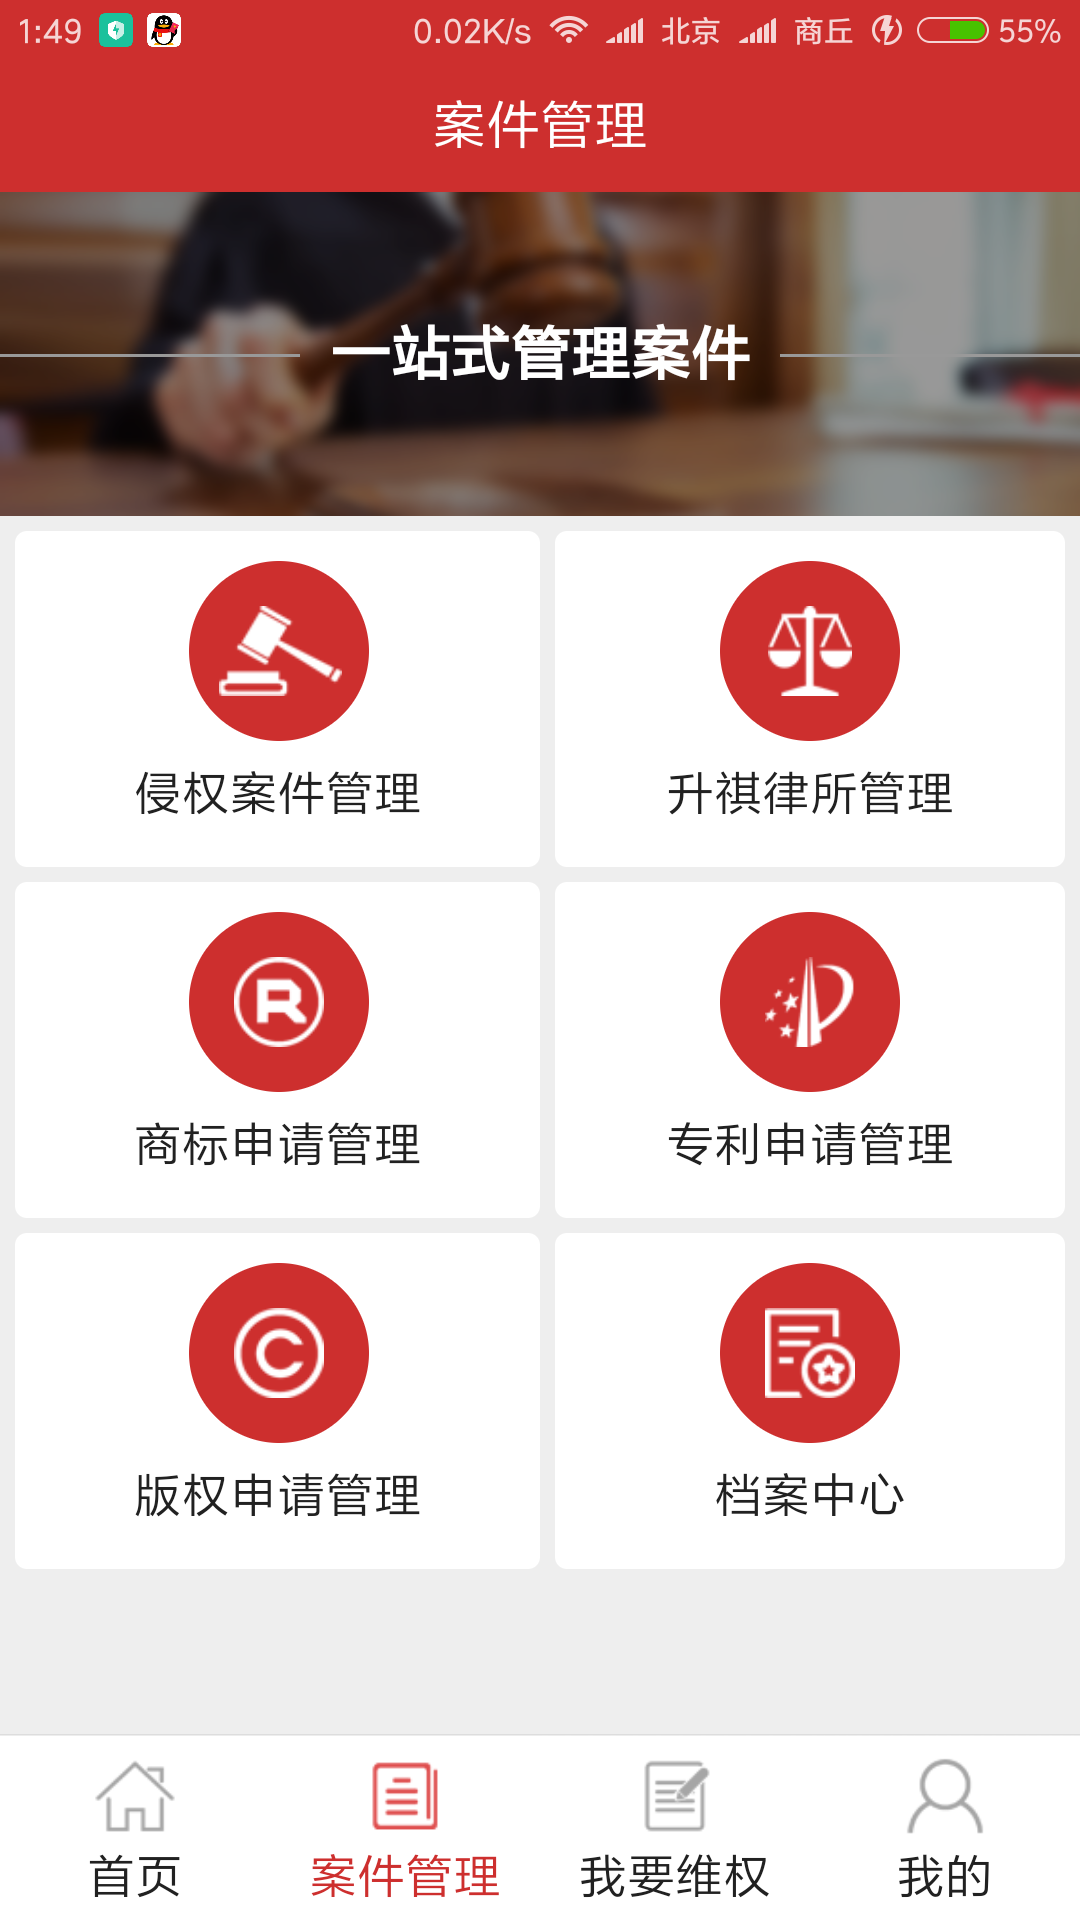 1:49 0.02K/s 北京 商丘 55%
案件管理
一站式管理案件
侵权案件管理 升祺律所管理
R
商标申请管理 专利申请管理
C
版权申请管理 档案中心
首页 案件管理 我要维权 我的